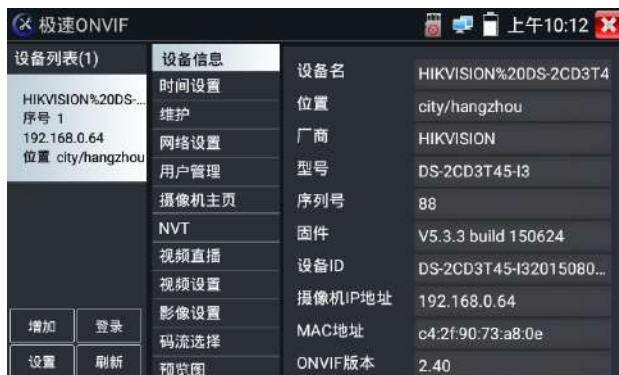 极速ONVIF
上午10:12
设备列表(1)
HIKVISION%20DS-...
序号 1
192.168.0.64
位置 city/hangzhou
增加
登录
设置
刷新
设备信息
时间设置
维护
网络设置
用户管理
摄像机主页
NVT
视频直播
视频设置
影像设置
码流选择
预览图
设备名 HIKVISION%20DS-2CD3T4
位置 city/hangzhou
厂商 HIKVISION
型号 DS-2CD3T45-I3
序列号 88
固件 V5.3.3 build 150624
设备ID DS-2CD3T45-I32015080...
摄像机IP地址 192.168.0.64
MAC地址 c4:2f:90:73:a8:0e
ONVIF版本 2.40